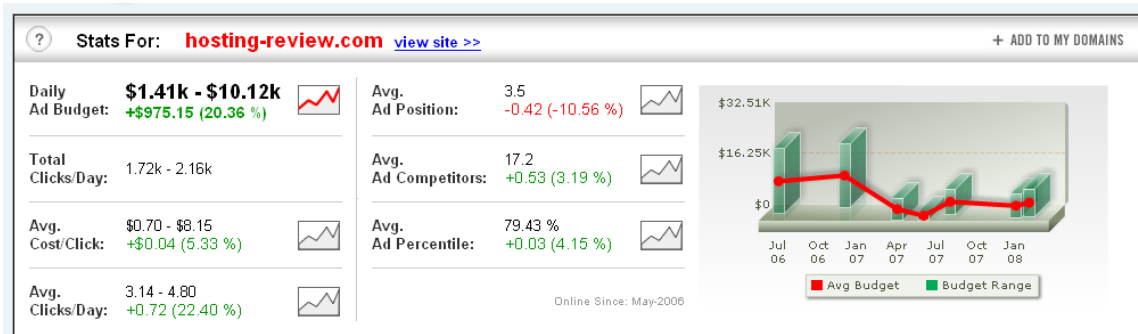 ? Stats For: hosting-review.com view site >>
+ ADD TO MY DOMAINS
Daily
Ad Budget:
$1.41k - $10.12k
+$975.15 (20.36 %)
Total
Clicks/Day:
1.72k - 2.16k
Avg.
Cost/Click:
$0.70 - $8.15
+$0.04 (5.33 %)
Avg.
Clicks/Day:
3.14 - 4.80
+0.72 (22.40 %)
Avg.
Ad Position:
3.5
-0.42 (-10.56 %)
Avg.
Ad Competitors:
17.2
+0.53 (3.19 %)
Avg.
Ad Percentile:
79.43 %
+0.03 (4.15 %)
Online Since: May-2006
$32.51K
$16.25K
$0
Jul Oct Jan Apr Jul Oct Jan
06 06 07 07 07 07 08
Avg Budget Budget Range